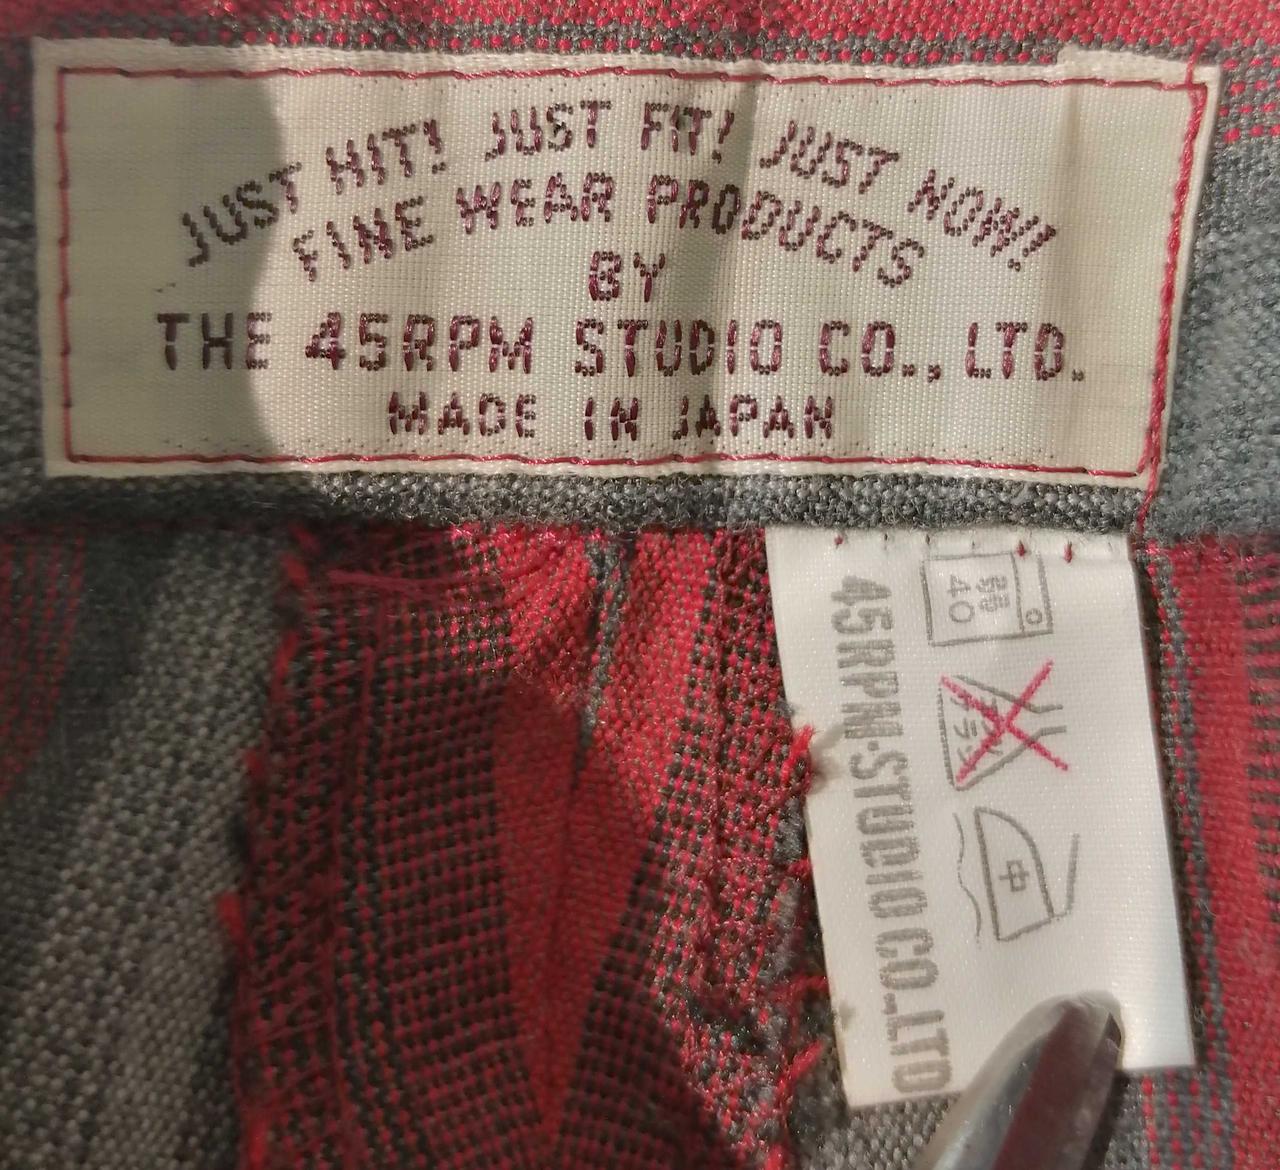 JUST HIT! JUST FIT! JUST NOW!
FINE WEAR PRODUCTS
BY
THE 45RPM STUDIO CO., LTD.
MADE IN JAPAN
40
中
45RPM·STUDIO CO.,LTD